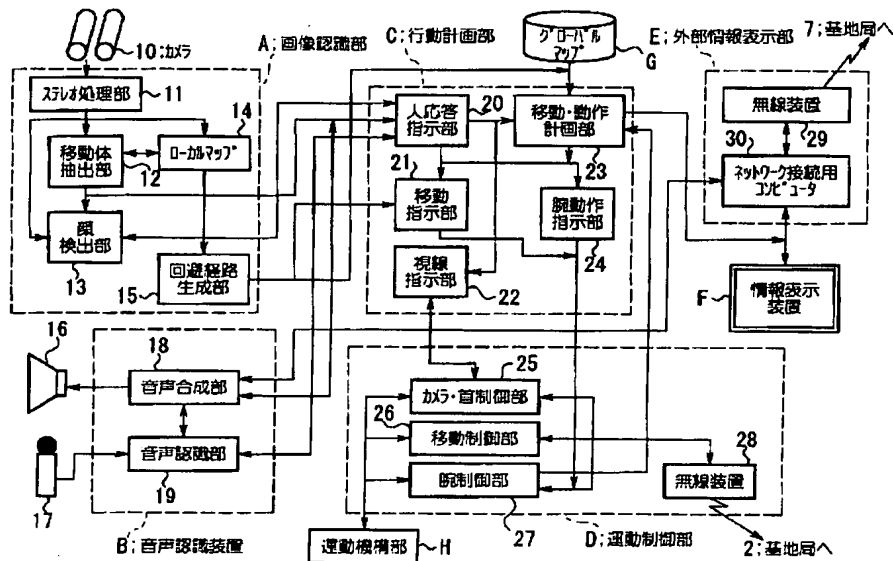 10;カメラ
A;画像認識部
ステレオ処理部
11
14
移動体
抽出部
12
ローカルマップ
顔
検出部
13
回避経路
生成部
15
C;行動計画部
グローバル
マップ
G
人応答
指示部
20
移動・動作
計画部
23
21
移動
指示部
腕動作
指示部
24
視線
指示部
22
E;外部情報表示部
7;基地局へ
無線装置
29
30
ネットワーク接続用
コンピュータ
F
情報表示
装置
16
18
音声合成部
音声認識部
19
17
B;音声認識装置
25
カメラ・首制御部
26
移動制御部
腕制御部
27
28
無線装置
D;運動制御部
2;基地局へ
運動機構部
H